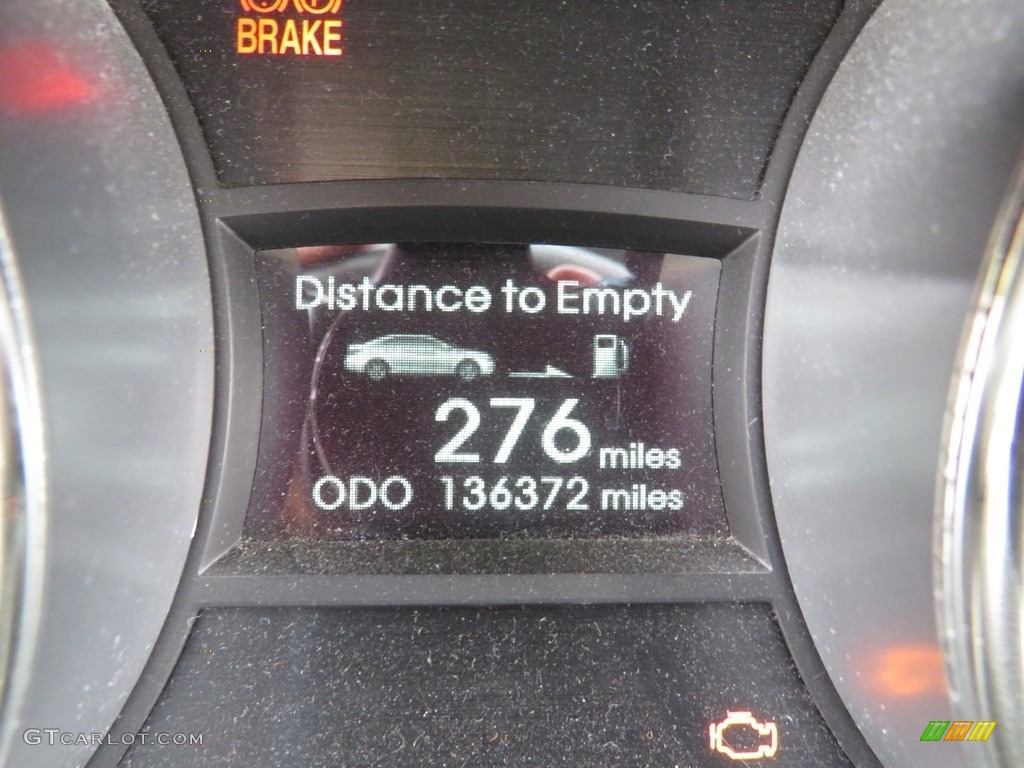 BRAKE
Distance to Empty
276 miles
ODO 136372 miles
GTCARLOT.COM